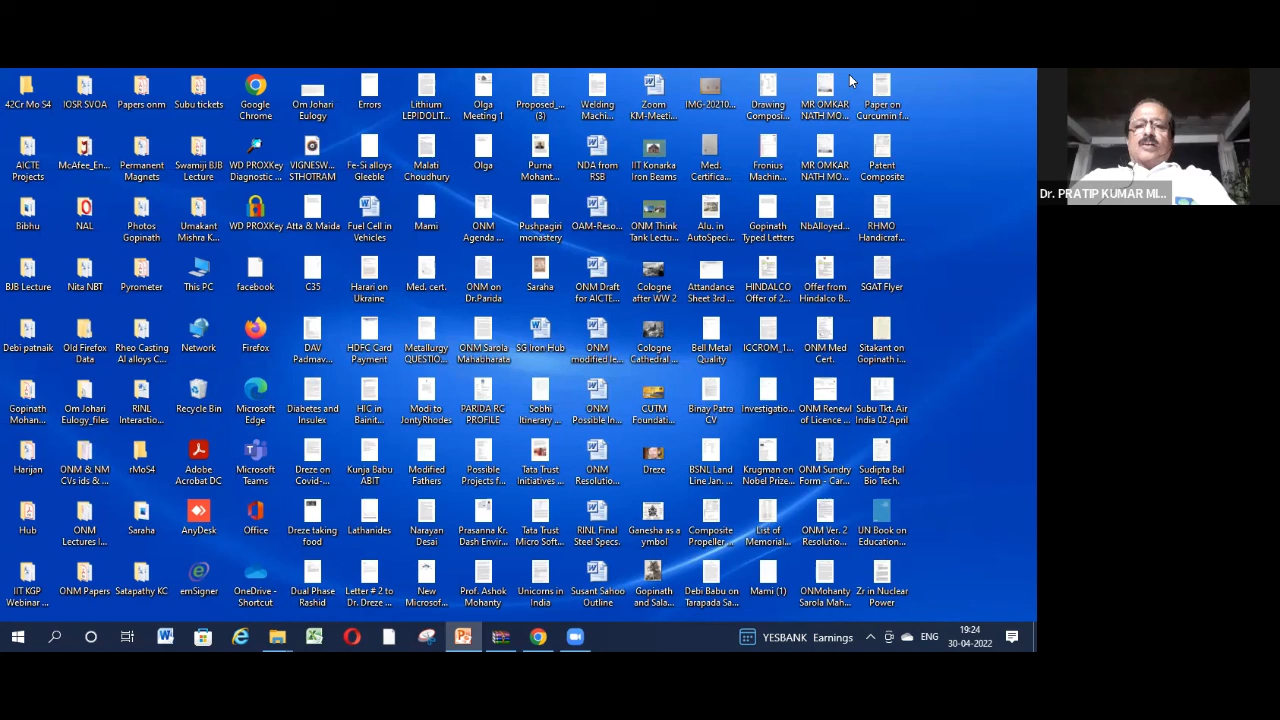 42Cr Mo S4
IOSR SVOA
Papers onm
Subu tickets
Google
Chrome
Om Johari
Eulogy
Errors
Lithium
LEPIDOLIT...
Olga
Meeting 1
Proposed_...
(3)
Welding
Machi...
Zoom
KM-Meeti...
IMG-20210...
Drawing
Composi...
MR OMKAR
NATH MO...
Paper on
Curcumin f...
AICTE
Projects
McAfee_En...
Permanent
Magnets
Swamiji BJB
Lecture
WD PROXKey
Diagnostic ...
VIGNESW...
STHOTRAM
Fe-Si alloys
Gleeble
Malati
Choudhury
Olga
Purna
Mohant...
NDA from
RSB
IIT Konarka
Iron Beams
Med.
Certifica...
Fronius
Machin...
MR OMKAR
NATH MO...
Patent
Composite
Bibhu
NAL
Photos
Gopinath
Umakant
Mishra K...
WD PROXKey
Atta & Maida
Fuel Cell in
Vehicles
Mami
ONM
Agenda ...
Pushpagiri
monastery
OAM-Reso...
ONM Think
Tank Lectu...
Alu. in
AutoSpeci...
Gopinath
Typed Letters
NbAlloyed...
RHMO
Handicraf...
BJB Lecture
Nita NBT
Pyrometer
This PC
facebook
C35
Harari on
Ukraine
Med. cert.
ONM on
Dr.Parida
Saraha
ONM Draft
for AICTE...
Cologne
after WW 2
Attandance
Sheet 3rd ...
HINDALCO
Offer of 2...
Offer from
Hindalco B...
SGAT Flyer
Debi patnaik
Old Firefox
Data
Rheo Casting
Al alloys C...
Network
Firefox
DAV
Padmav...
HDFC Card
Payment
Metallurgy
QUESTIO...
ONM Sarola
Mahabharata
SG Iron Hub
ONM
modified le...
Cologne
Cathedral ...
Bell Metal
Quality
ICCROM_1...
ONM Med
Cert.
Sitakant on
Gopinath i...
Gopinath
Mohan...
Om Johari
Eulogy_files
RINL
Interactio...
Recycle Bin
Microsoft
Edge
Diabetes and
Insulex
HIC in
Bainit...
Modi to
JontyRhodes
PARIDA RC
PROFILE
Sobhi
Itinerary ...
ONM
Possible In...
CUTM
Foundati...
Binay Patra
CV
Investigatio...
ONM Renewl
of Licence ...
Subu Tkt. Air
India 02 April
Harijan
ONM & NM
CVs ids & ...
rMoS4
Adobe
Acrobat DC
Microsoft
Teams
Dreze on
Covid-...
Kunja Babu
ABIT
Modified
Fathers
Possible
Projects f...
Tata Trust
Initiatives ...
ONM
Resolutio...
Dreze
BSNL Land
Line Jan. ...
Krugman on
Nobel Prize...
ONM Sundry
Form - Car...
Sudipta Bal
Bio Tech.
Hub
ONM
Lectures I...
Saraha
AnyDesk
Office
Dreze taking
food
Lathanides
Narayan
Desai
Prasanna Kr.
Dash Envir...
Tata Trust
Micro Soft...
RINL Final
Steel Specs.
Ganesha as a
symbol
Composite
Propeller ...
List of
Memorial...
ONM Ver. 2
Resolutio...
UN Book on
Education...
IIT KGP
Webinar ...
ONM Papers
Satapathy KC
emSigner
OneDrive -
Shortcut
Dual Phase
Rashid
Letter # 2 to
Dr. Dreze ...
New
Microsof...
Prof. Ashok
Mohanty
Unicorns in
India
Susant Sahoo
Outline
Gopinath
and Sala...
Debi Babu on
Tarapada Sa...
Mami (1)
ONMohanty
Sarola Mah...
Zr in Nuclear
Power
YESBANK Earnings
ENG
19:24
30-04-2022
Dr. PRATIP KUMAR MI...